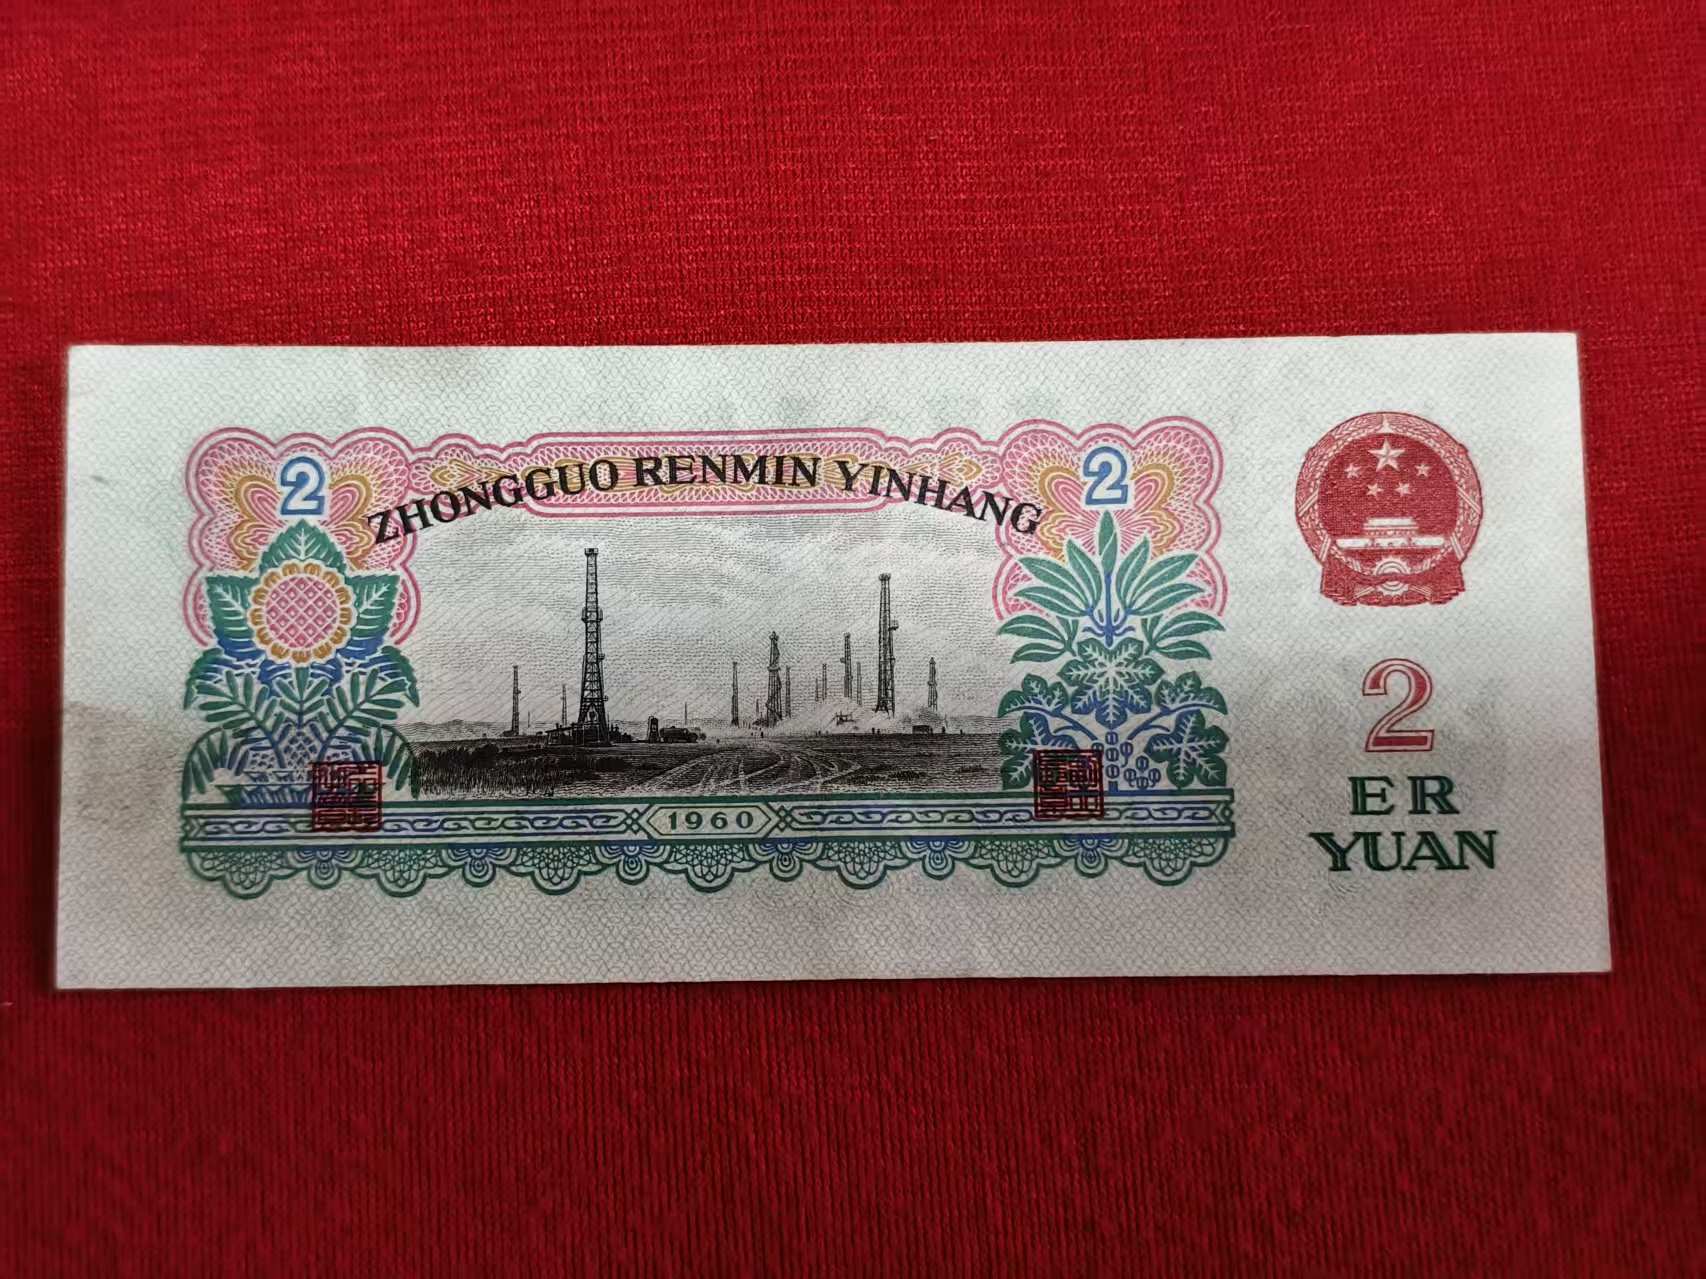 2
2
ZHONGGUO RENMIN YINHANG
1960
2
ER
YUAN